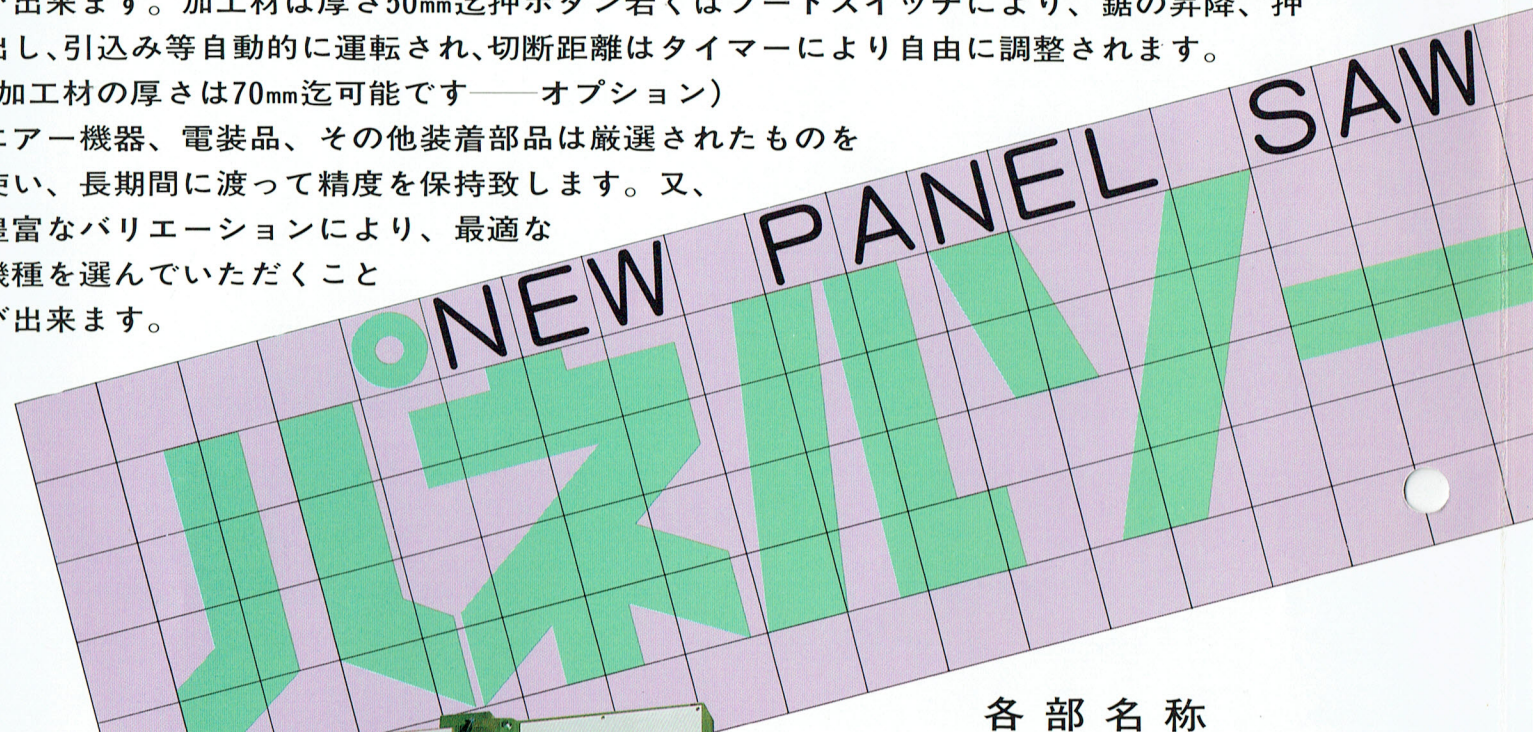 出来ます。加工材は厚さ50mm迄押ボタン若くはフートスイッチにより、鋸の昇降、押
出し、引込み等自動的に運転され、切断距離はタイマーにより自由に調整されます。
加工材の厚さは70mm迄可能です——オプション)
エアー機器、電装品、その他装着部品は厳選されたものを
使い、長期間に渡って精度を保持致します。又、
豊富なバリエーションにより、最適な
機種を選んでいただくこと
が出来ます。
NEW PANEL SAW
パネルソー
各部名称